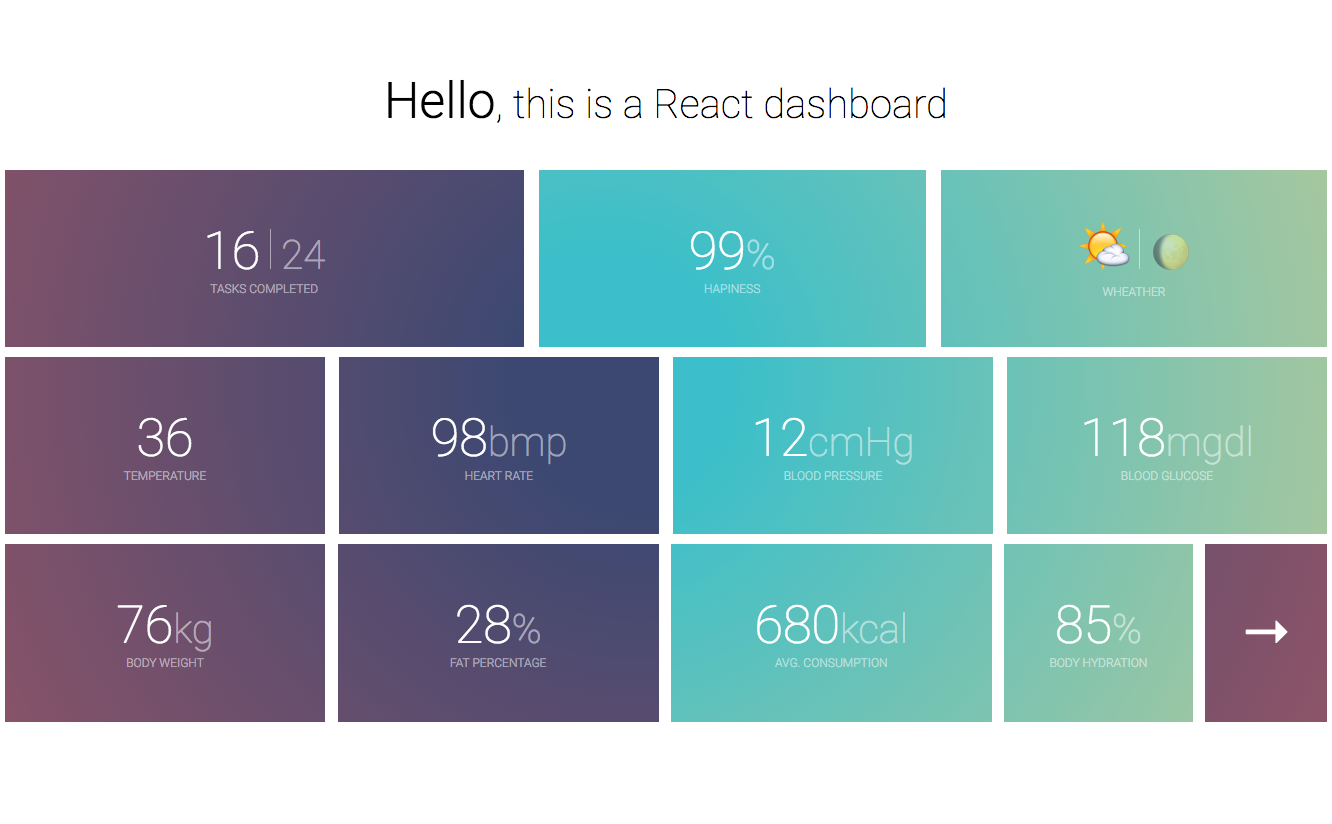 Hello, this is a React dashboard
16 | 24
TASKS COMPLETED
99%
HAPINESS
WHEATHER
36
TEMPERATURE
98bmp
HEART RATE
12cmHg
BLOOD PRESSURE
118mgdl
BLOOD GLUCOSE
76kg
BODY WEIGHT
28%
FAT PERCENTAGE
680kcal
AVG. CONSUMPTION
85%
BODY HYDRATION